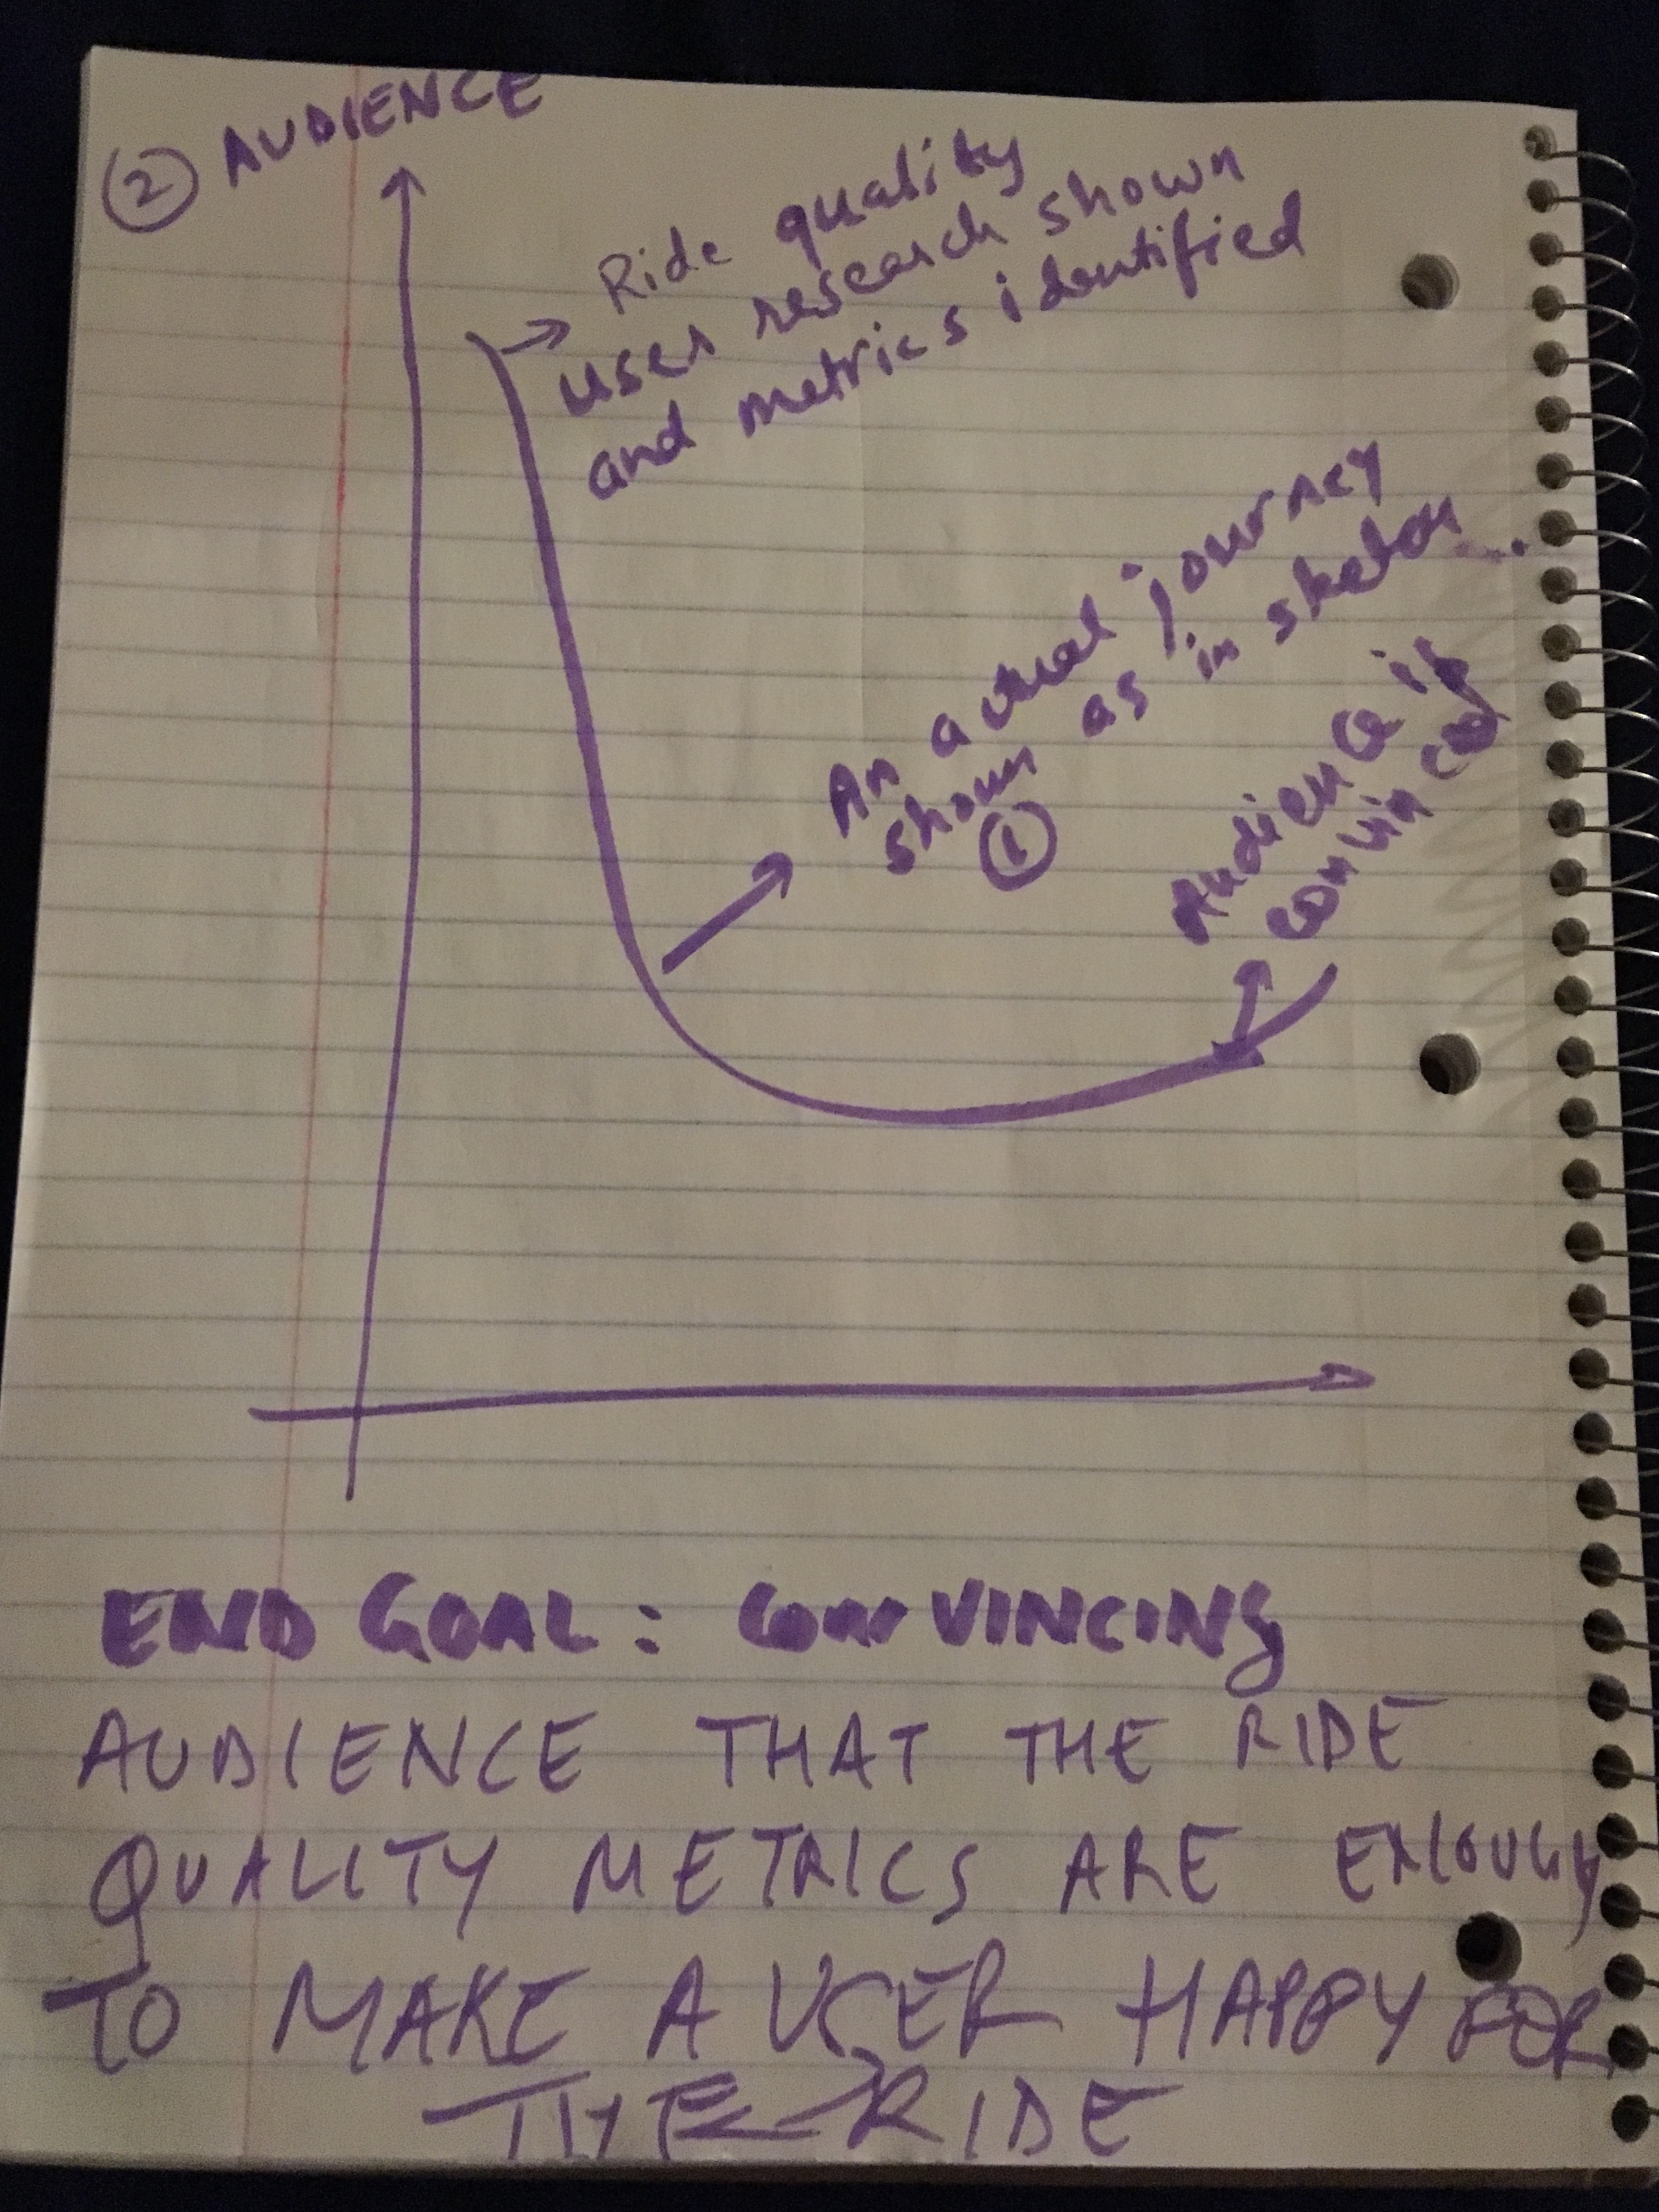 2 AUDIENCE
Ride quality
user research shown
and metrics identified
An actual journey
shown as in sketch
1
Audience is
convinced
END GOAL: CONVINCING
AUDIENCE THAT THE RIDE
QUALITY METRICS ARE ENOUGH
TO MAKE A USER HAPPY FOR
THE RIDE